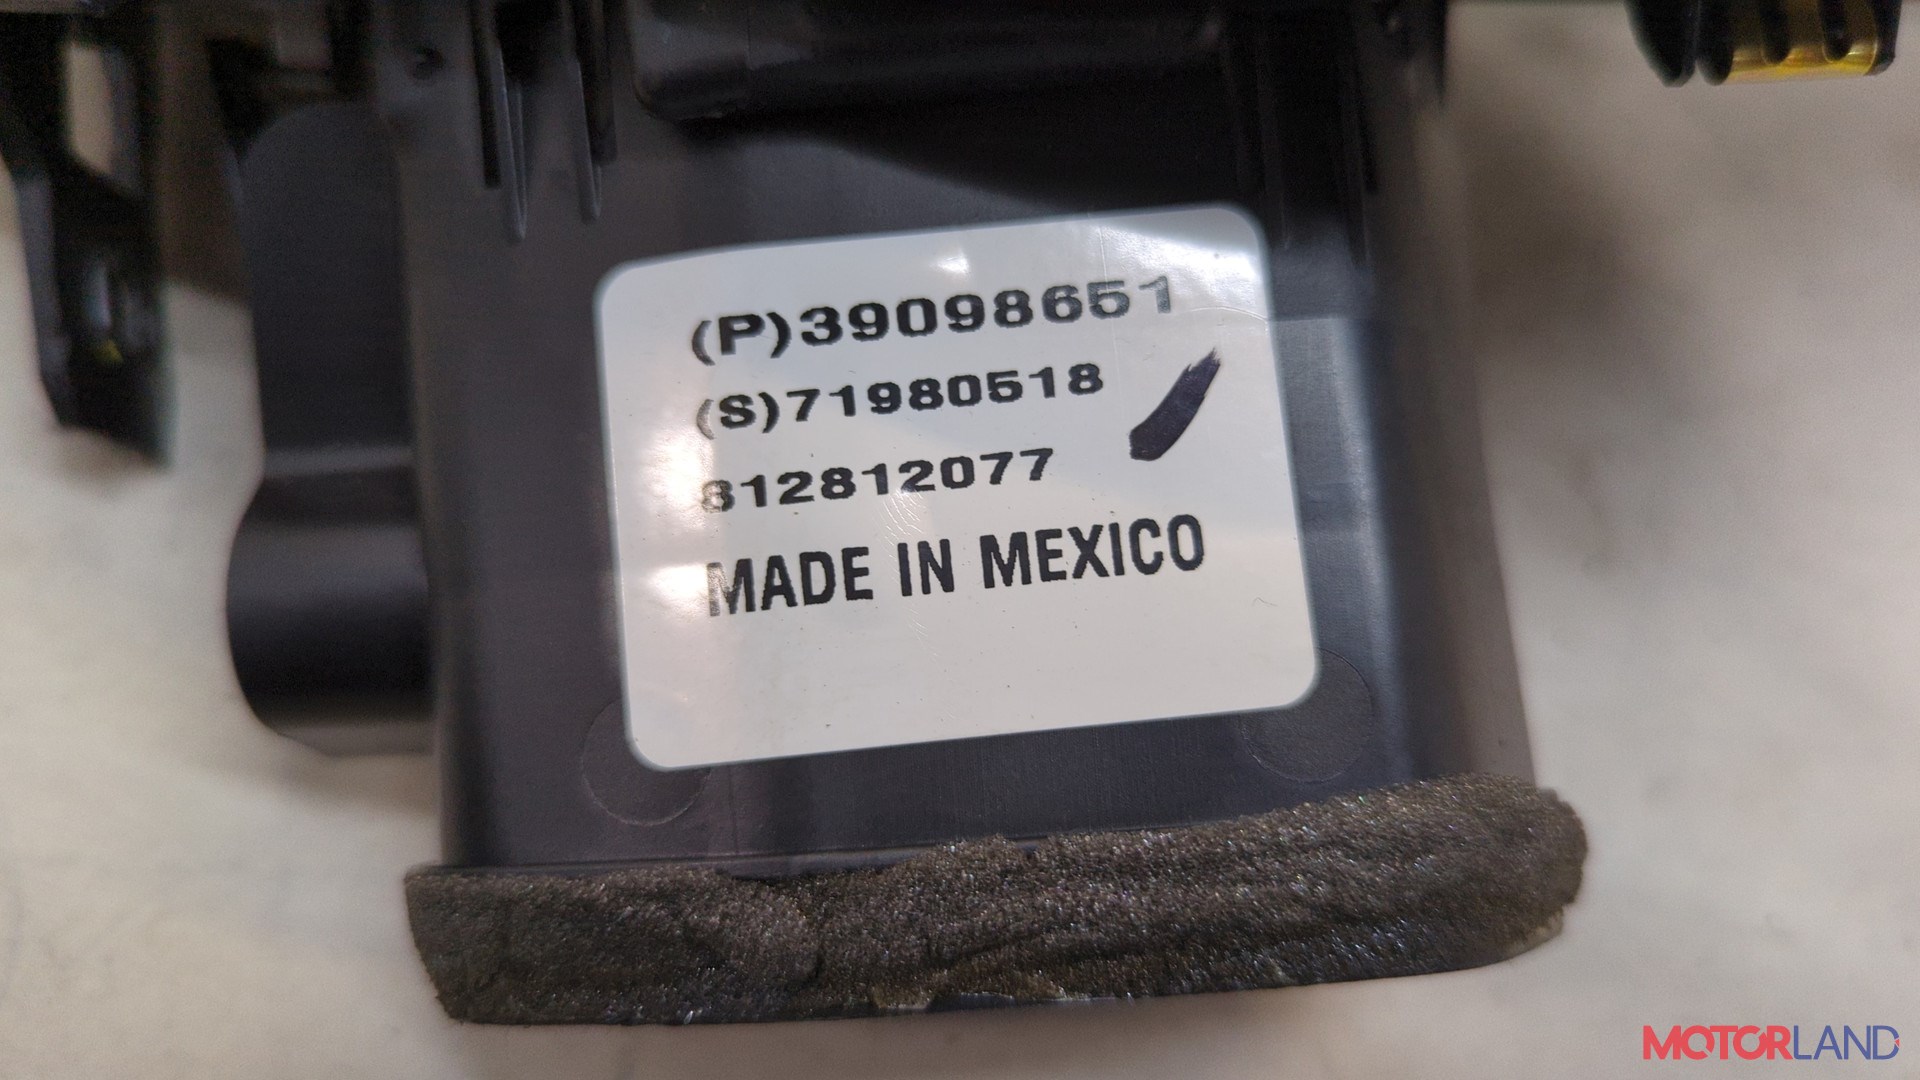 (P)39098651
(S)71980518
812812077
MADE IN MEXICO
MOTORLAND